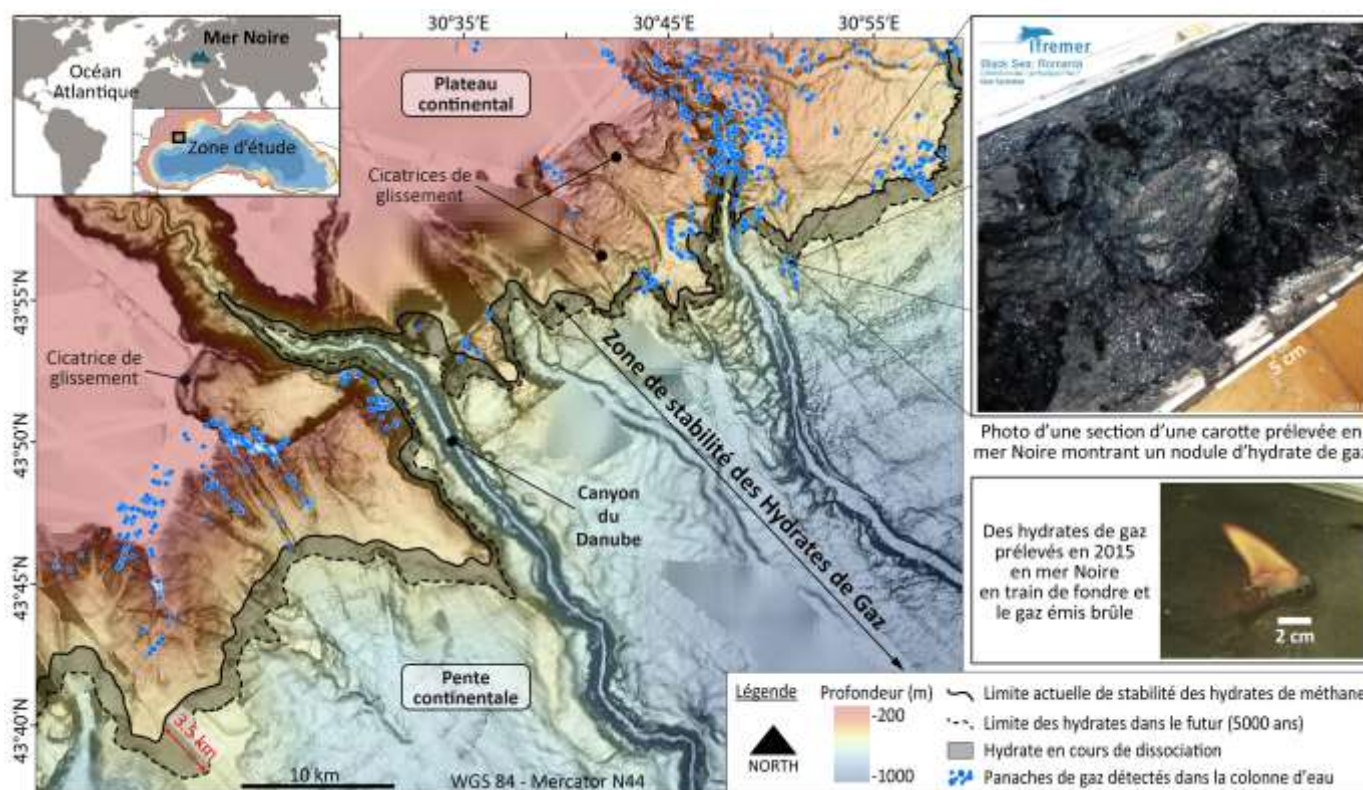 30°35'E
30°45'E
30°55'E
Mer Noire
Océan
Atlantique
Zone d'étude
Plateau
continental
Cicatrices de
glissement
43°55'N
Cicatrice de
glissement
43°50'N
Zone de stabilité des Hydrates de Gaz
Canyon
du
Danube
43°45'N
Pente
continentale
43°40'N
3.5 km
10 km
WGS 84 - Mercator N44
Ifremer
Black Sea: Romania
5 cm
Photo d'une section d'une carotte prélevée en
mer Noire montrant un nodule d'hydrate de gaz
Des hydrates de gaz
prélevés en 2015
en mer Noire
en train de fondre et
le gaz émis brûle
2 cm
Légende
NORTH
Profondeur (m)
-200
-1000
Limite actuelle de stabilité des hydrates de méthane
Limite des hydrates dans le futur (5000 ans)
Hydrate en cours de dissociation
Panaches de gaz détectés dans la colonne d'eau